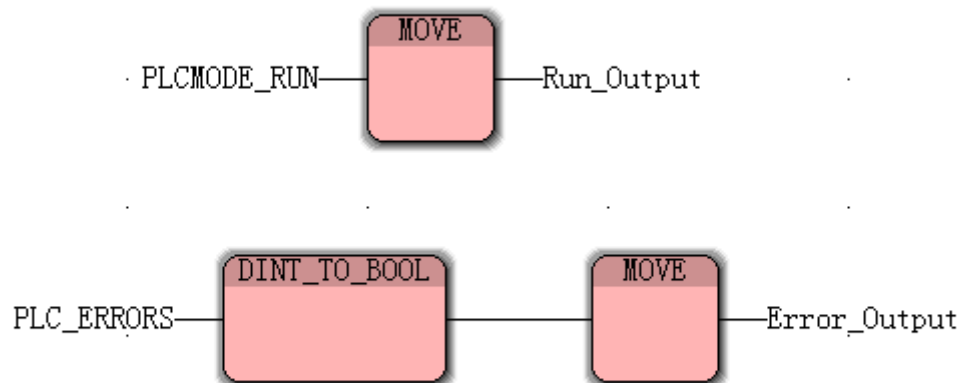 MOVE
PLCMODE_RUN Run_Output
DINT_TO_BOOL MOVE
PLC_ERRORS Error_Output